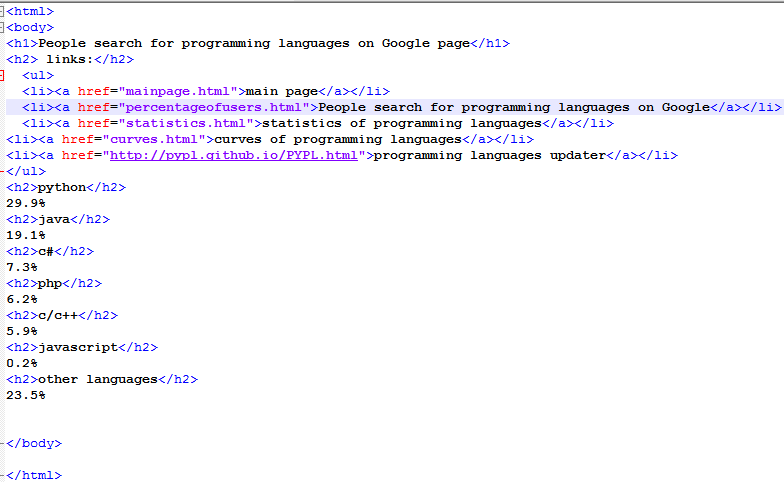 <html>
<body>
<h1>People search for programming languages on Google page</h1>
<h2> links:</h2>
<ul>
<li><a href="mainpage.html">main page</a></li>
<li><a href="percentageofusers.html">People search for programming languages on Google</a></li>
<li><a href="statistics.html">statistics of programming languages</a></li>
<li><a href="curves.html">curves of programming languages</a></li>
<li><a href="http://pypl.github.io/PYPL.html">programming languages updater</a></li>
</ul>
<h2>python</h2>
29.9%
<h2>java</h2>
19.1%
<h2>c#</h2>
7.3%
<h2>php</h2>
6.2%
<h2>c/c++</h2>
5.9%
<h2>javascript</h2>
0.2%
<h2>other languages</h2>
23.5%
</body>
</html>